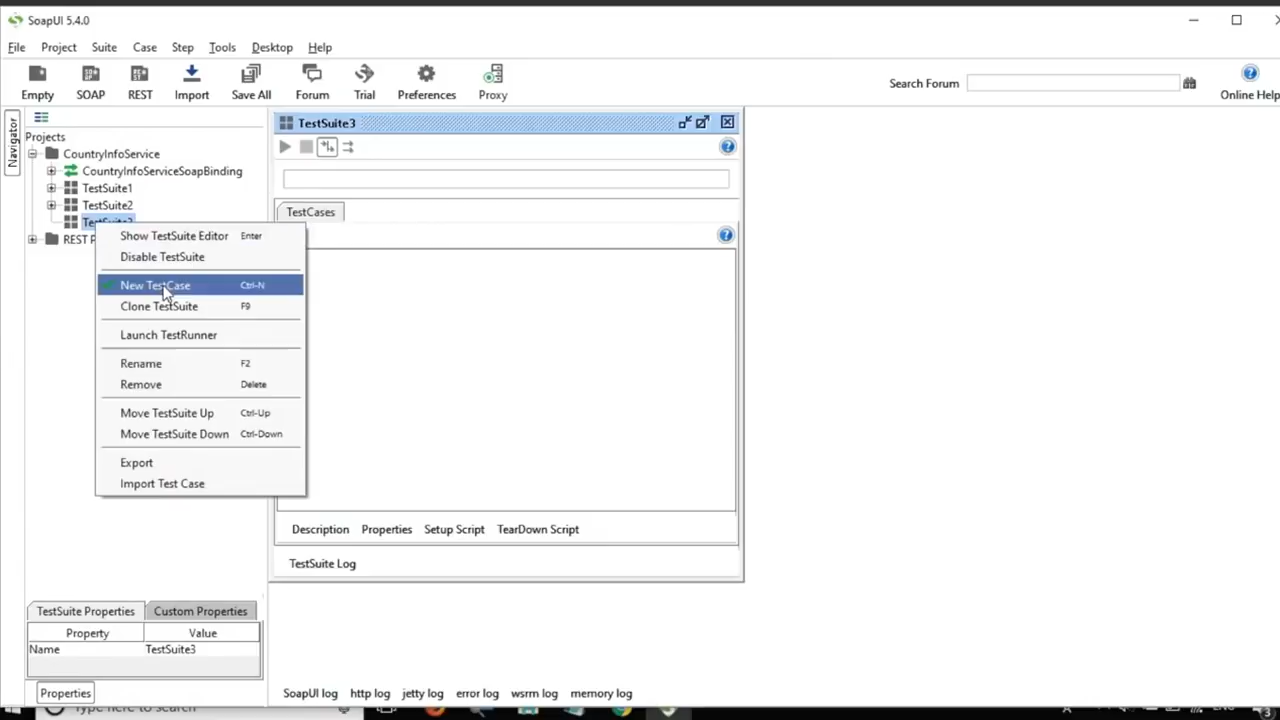 SoapUI 5.4.0
File Project Suite Case Step Tools Desktop Help
Empty SOAP REST Import Save All Forum Trial Preferences Proxy
Search Forum
Online Help
Navigator
Projects
CountryInfoService
CountryInfoServiceSoapBinding
TestSuite1
TestSuite2
TestSuite3
REST P
Show TestSuite Editor Enter
Disable TestSuite
New TestCase Ctrl-N
Clone TestSuite F9
Launch TestRunner
Rename F2
Remove Delete
Move TestSuite Up Ctrl-Up
Move TestSuite Down Ctrl-Down
Export
Import Test Case
TestSuite3
TestCases
Description Properties Setup Script TearDown Script
TestSuite Log
TestSuite Properties Custom Properties
Property Value
Name TestSuite3
Properties
SoapUI log http log jetty log error log wsrm log memory log
Type here to search
ENG